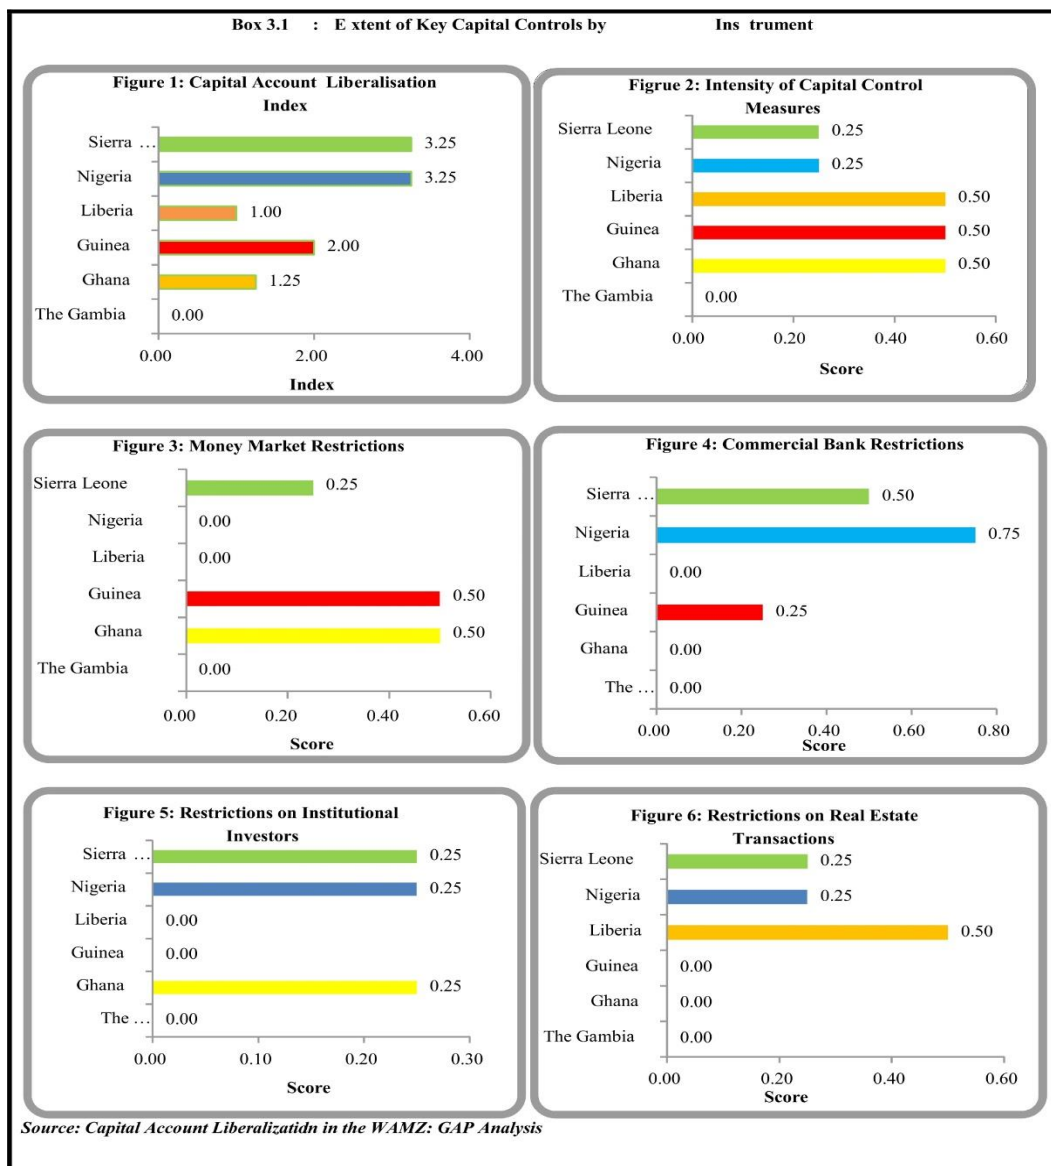 Box 3.1 : E xtent of Key Capital Controls by Ins trument
Figure 1: Capital Account Liberalisation
Index
Sierra …
3.25
Nigeria
3.25
Liberia
1.00
Guinea
2.00
Ghana
1.25
The Gambia
0.00
0.00 2.00 4.00
Index
Figrue 2: Intensity of Capital Control
Measures
Sierra Leone
0.25
Nigeria
0.25
Liberia
0.50
Guinea
0.50
Ghana
0.50
The Gambia
0.00
0.00 0.20 0.40 0.60
Score
Figure 3: Money Market Restrictions
Sierra Leone
0.25
Nigeria
0.00
Liberia
0.00
Guinea
0.50
Ghana
0.50
The Gambia
0.00
0.00 0.20 0.40 0.60
Score
Figure 4: Commercial Bank Restrictions
Sierra …
0.50
Nigeria
0.75
Liberia
0.00
Guinea
0.25
Ghana
0.00
The …
0.00
0.00 0.20 0.40 0.60 0.80
Score
Figure 5: Restrictions on Institutional
Investors
Sierra …
0.25
Nigeria
0.25
Liberia
0.00
Guinea
0.00
Ghana
0.25
The …
0.00
0.00 0.10 0.20 0.30
Score
Figure 6: Restrictions on Real Estate
Transactions
Sierra Leone
0.25
Nigeria
0.25
Liberia
0.50
Guinea
0.00
Ghana
0.00
The Gambia
0.00
0.00 0.20 0.40 0.60
Score
Source: Capital Account Liberalizatidn in the WAMZ: GAP Analysis